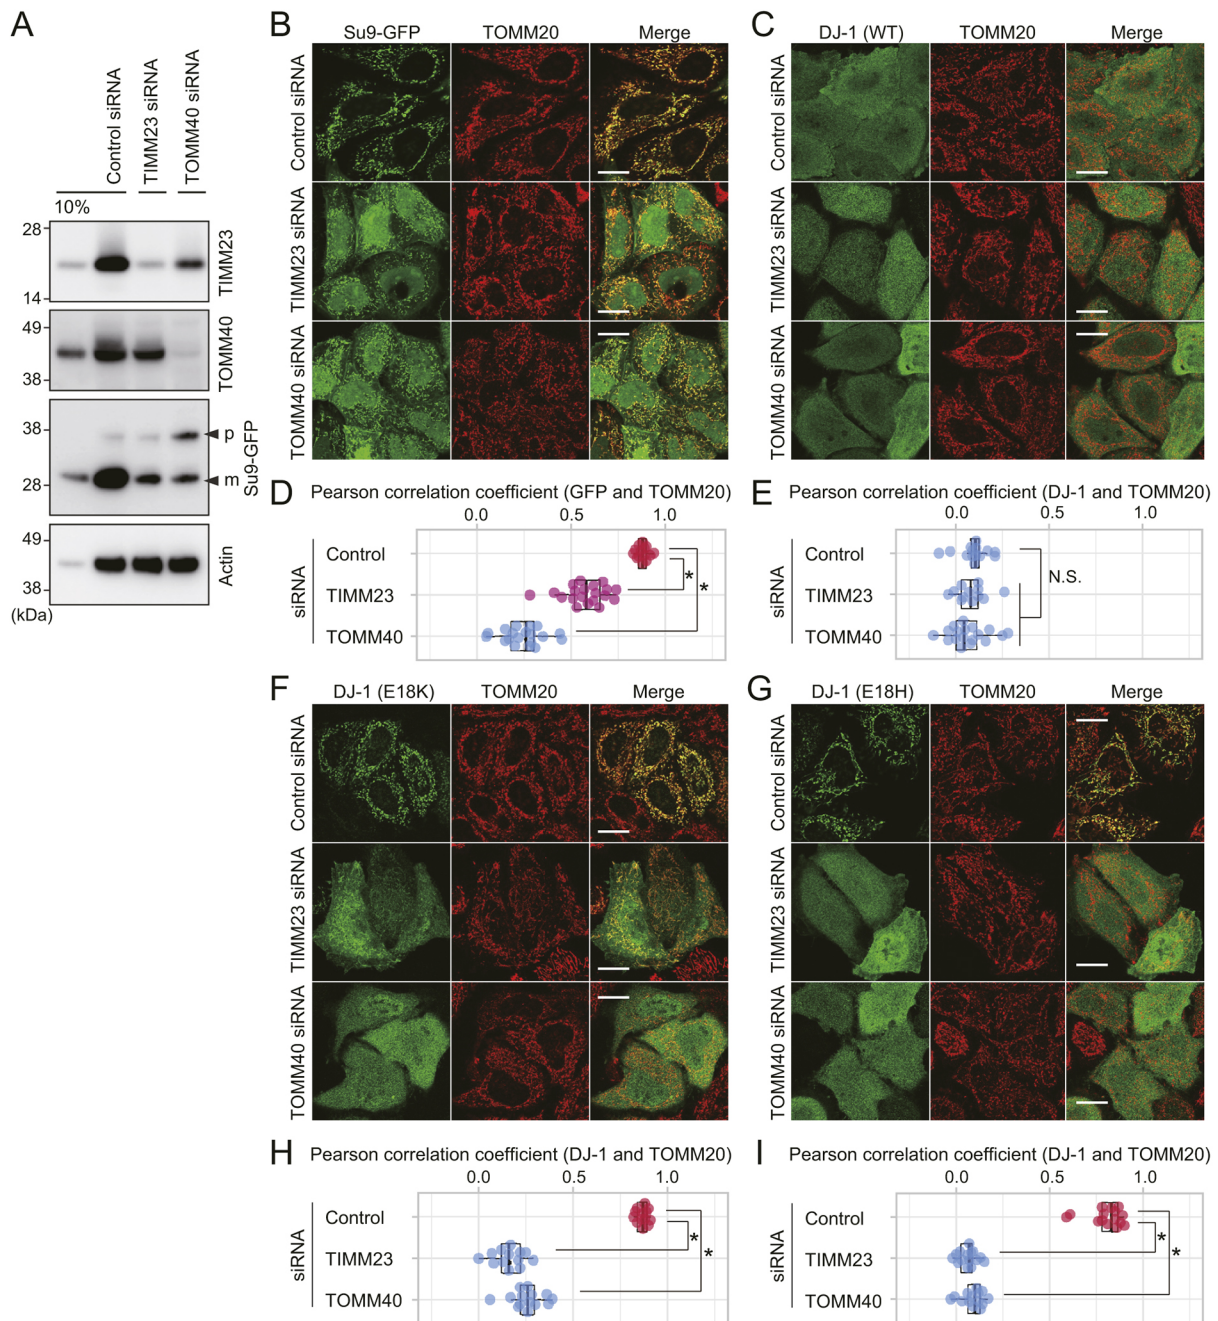 A
Control siRNA
TIMM23 siRNA
TOMM40 siRNA
10%
28
14
TIMM23
49
38
TOMM40
38
28
p
m
Su9-GFP
49
38
Actin
(kDa)
B
Su9-GFP TOMM20 Merge
Control siRNA
TIMM23 siRNA
TOMM40 siRNA
C
DJ-1 (WT) TOMM20 Merge
Control siRNA
TIMM23 siRNA
TOMM40 siRNA
D Pearson correlation coefficient (GFP and TOMM20)
0.0 0.5 1.0
siRNA
Control
TIMM23
TOMM40
*
*
E Pearson correlation coefficient (DJ-1 and TOMM20)
0.0 0.5 1.0
siRNA
Control
TIMM23
TOMM40
N.S.
F
DJ-1 (E18K) TOMM20 Merge
Control siRNA
TIMM23 siRNA
TOMM40 siRNA
G
DJ-1 (E18H) TOMM20 Merge
Control siRNA
TIMM23 siRNA
TOMM40 siRNA
H Pearson correlation coefficient (DJ-1 and TOMM20)
0.0 0.5 1.0
siRNA
Control
TIMM23
TOMM40
*
*
I Pearson correlation coefficient (DJ-1 and TOMM20)
0.0 0.5 1.0
siRNA
Control
TIMM23
TOMM40
*
*